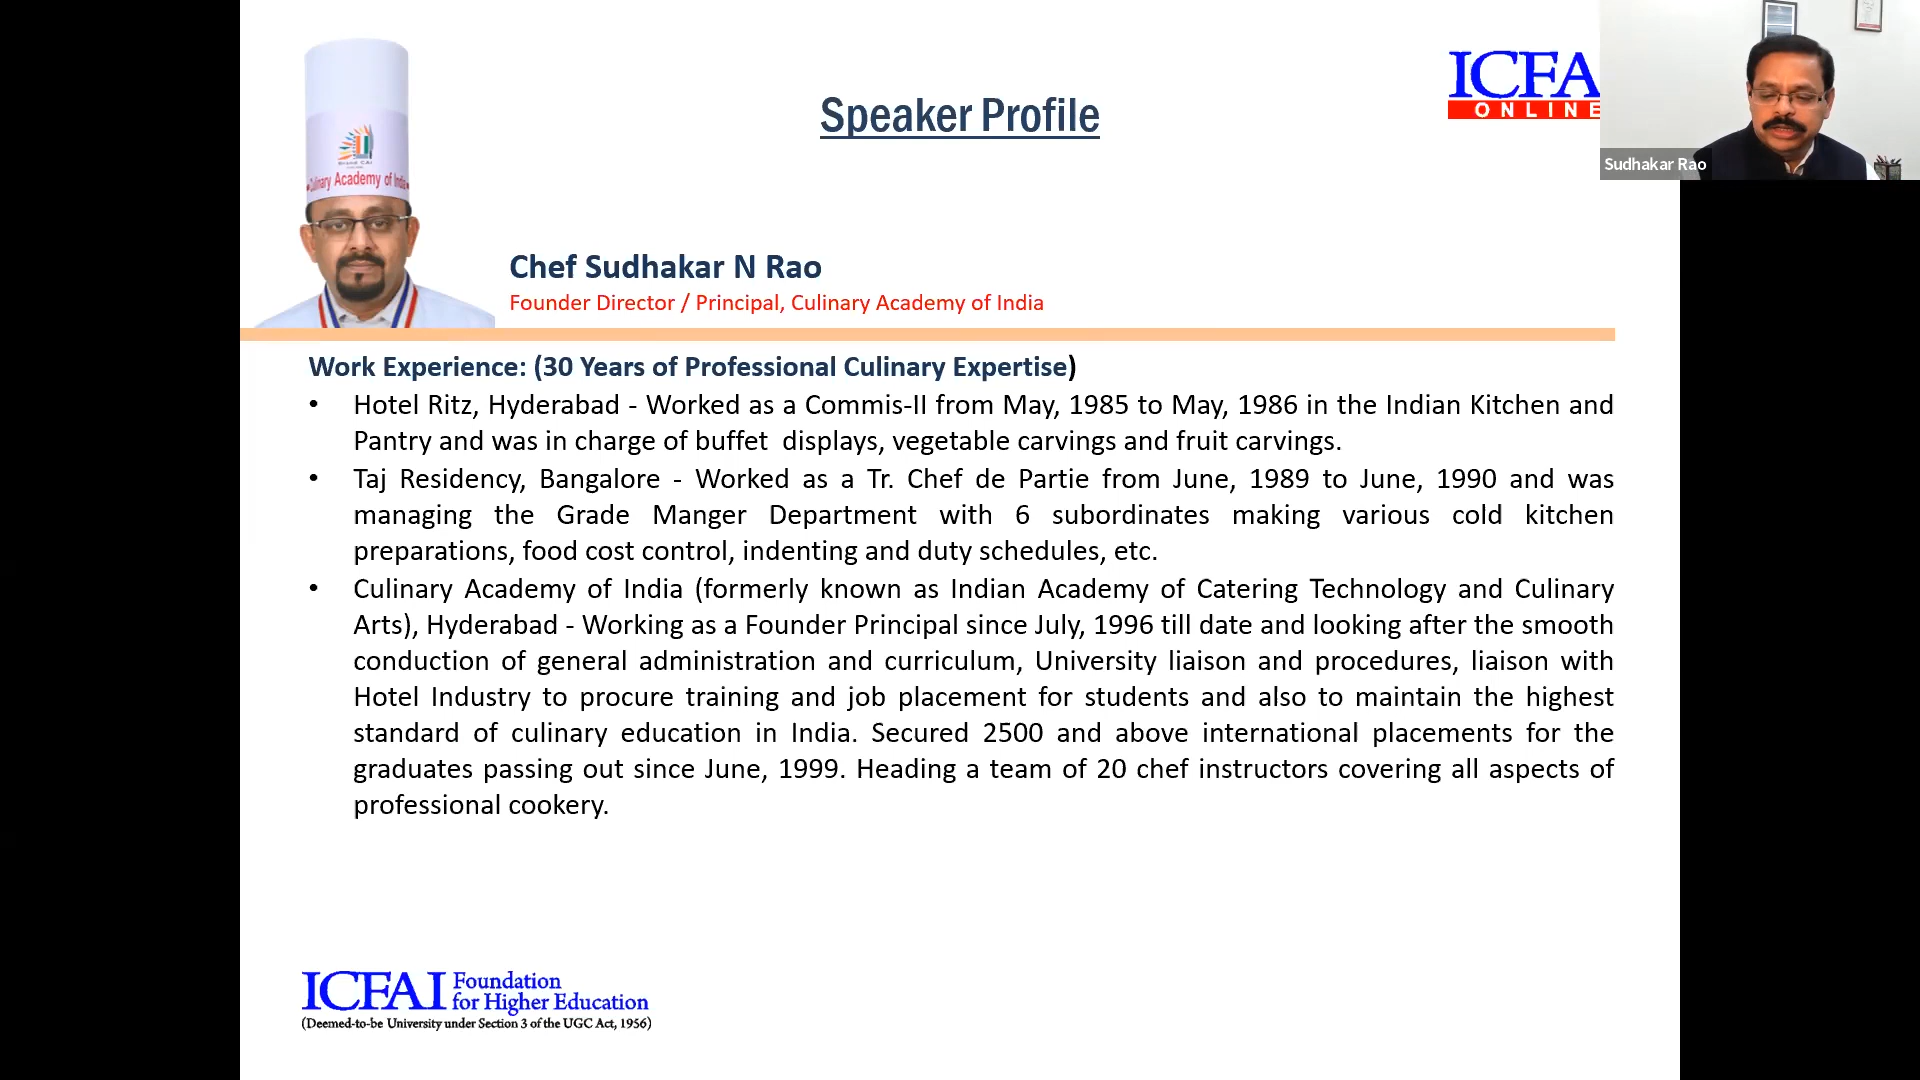 Speaker Profile
ICFA
ONLINE
Sudhakar Rao
Culinary Academy of India
Chef Sudhakar N Rao
Founder Director / Principal, Culinary Academy of India
Work Experience: (30 Years of Professional Culinary Expertise)
• Hotel Ritz, Hyderabad - Worked as a Commis-II from May, 1985 to May, 1986 in the Indian Kitchen and
Pantry and was in charge of buffet displays, vegetable carvings and fruit carvings.
• Taj Residency, Bangalore - Worked as a Tr. Chef de Partie from June, 1989 to June, 1990 and was
managing the Grade Manger Department with 6 subordinates making various cold kitchen
preparations, food cost control, indenting and duty schedules, etc.
• Culinary Academy of India (formerly known as Indian Academy of Catering Technology and Culinary
Arts), Hyderabad - Working as a Founder Principal since July, 1996 till date and looking after the smooth
conduction of general administration and curriculum, University liaison and procedures, liaison with
Hotel Industry to procure training and job placement for students and also to maintain the highest
standard of culinary education in India. Secured 2500 and above international placements for the
graduates passing out since June, 1999. Heading a team of 20 chef instructors covering all aspects of
professional cookery.
ICFAI Foundation
for Higher Education
(Deemed-to-be University under Section 3 of the UGC Act, 1956)